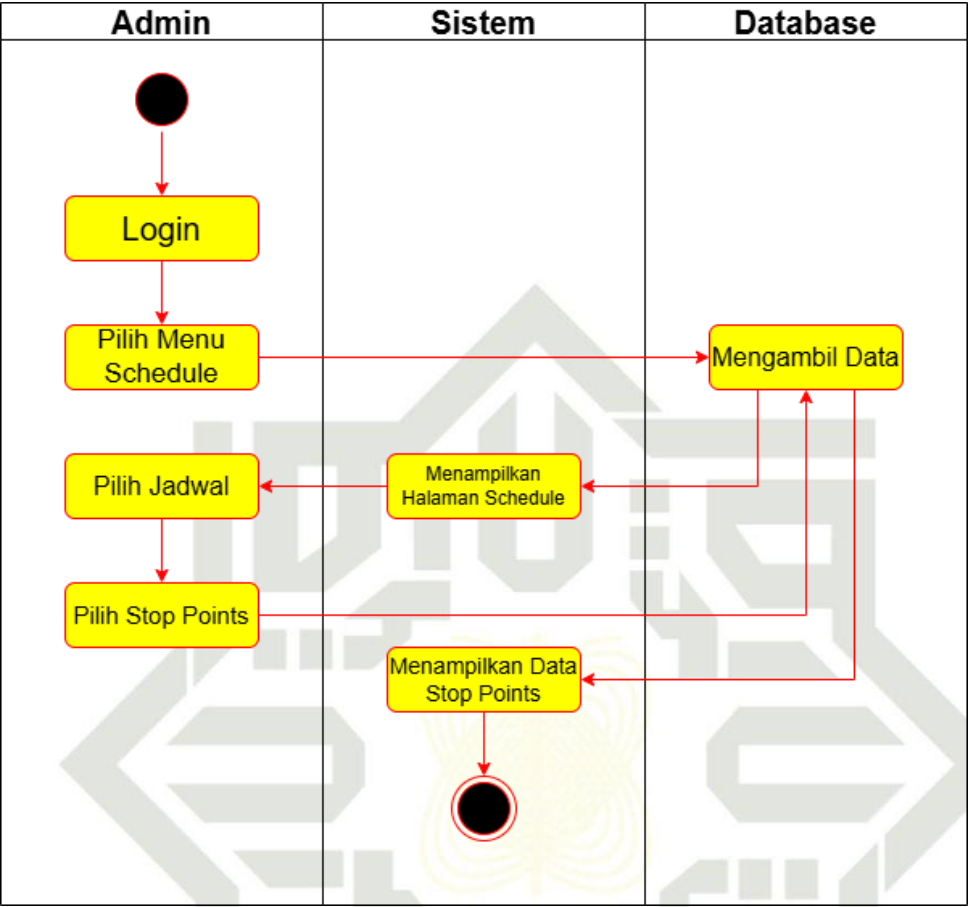 Admin
Sistem
Database
Login
Pilih Menu
Schedule
Mengambil Data
Pilih Jadwal
Menampilkan
Halaman Schedule
Pilih Stop Points
Menampilkan Data
Stop Points